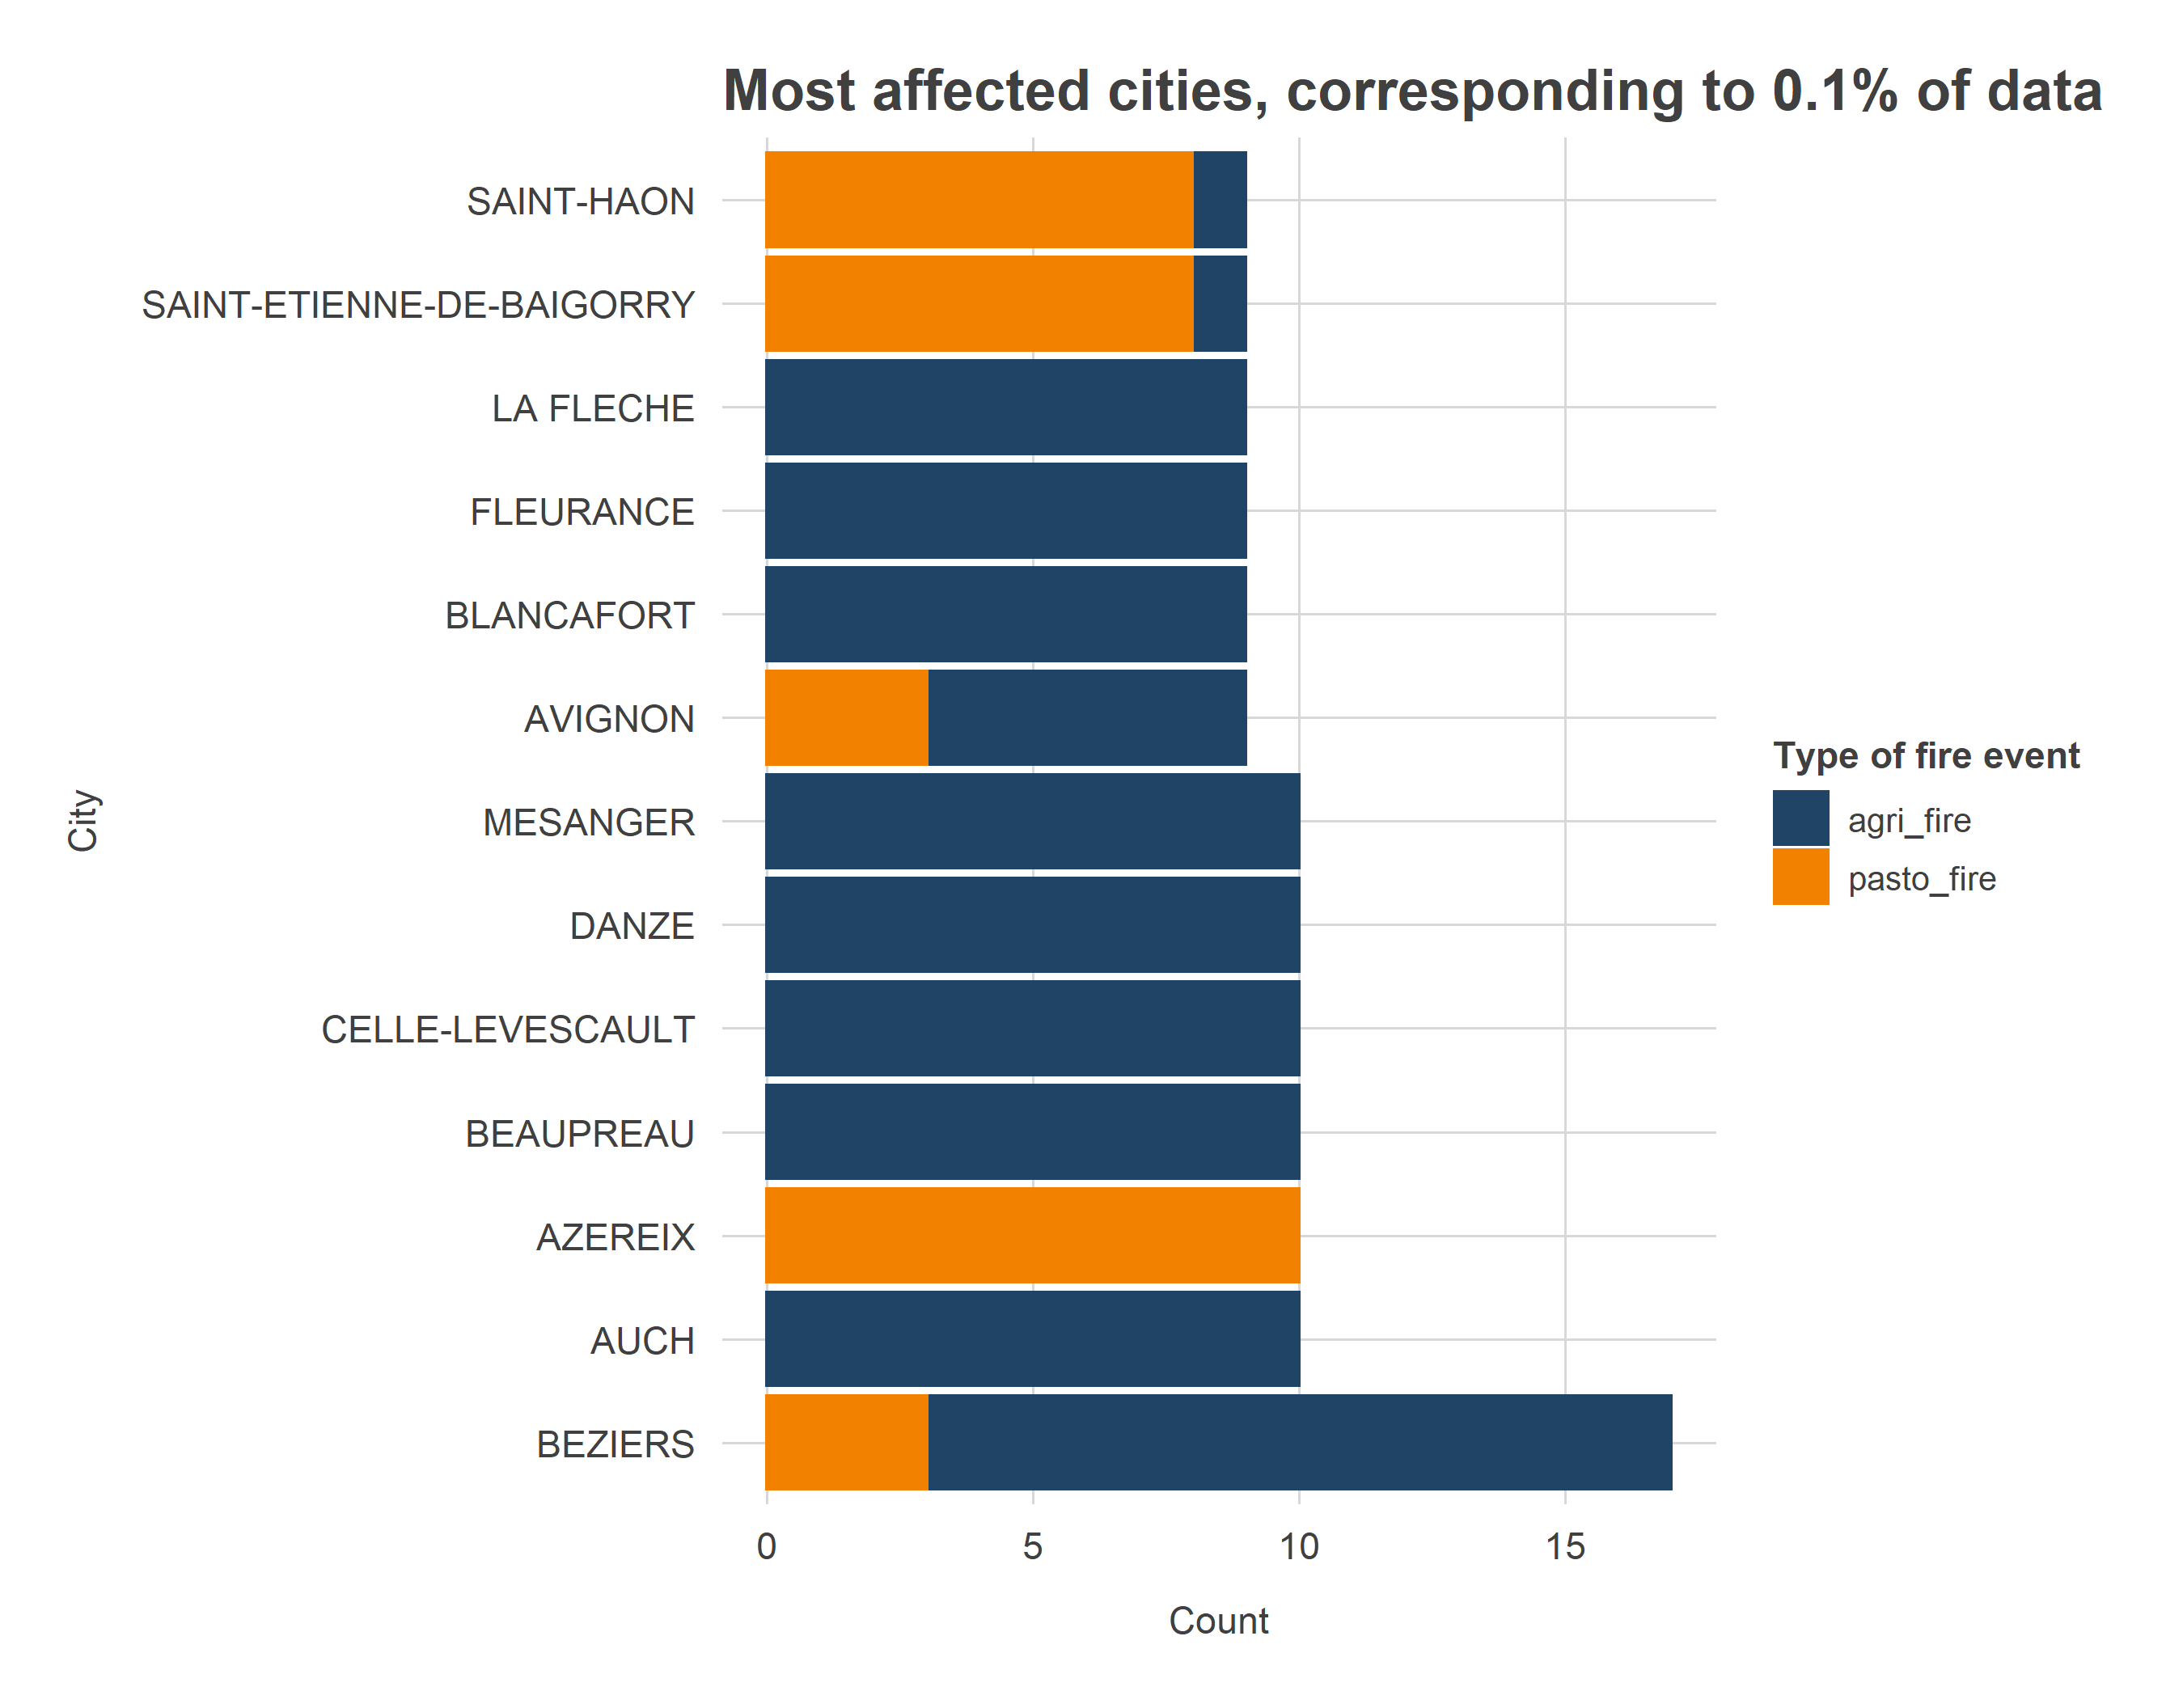 Most affected cities, corresponding to 0.1% of data
SAINT-HAON
SAINT-ETIENNE-DE-BAIGORRY
LA FLECHE
FLEURANCE
BLANCAFORT
AVIGNON
MESANGER
DANZE
CELLE-LEVESCAULT
BEAUPREAU
AZEREIX
AUCH
BEZIERS
City
0 5 10 15
Count
Type of fire event
agri_fire
pasto_fire